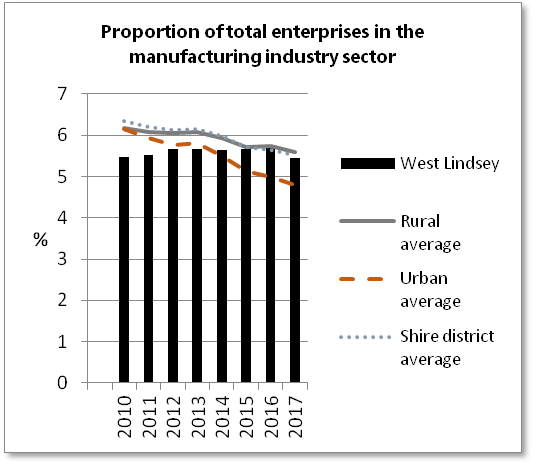 Proportion of total enterprises in the
manufacturing industry sector
7
6
5
4
3
2
1
0
%
2010
2011
2012
2013
2014
2015
2016
2017
West Lindsey
Rural
average
Urban
average
Shire district
average